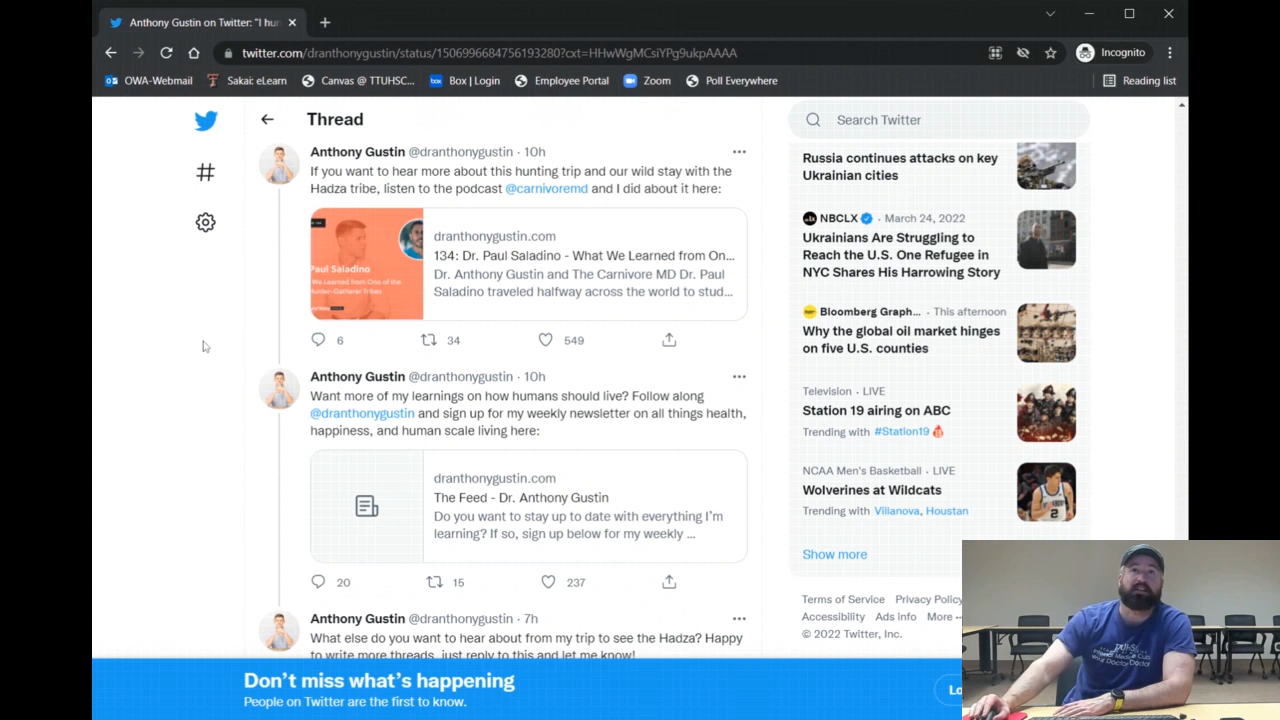 Anthony Gustin on Twitter: "I hur
twitter.com/dranthonygustin/status/1506996684756193280?cxt=HHwWgMCsiYPg9ukpAAAA
Incognito
OWA-Webmail
Sakai: eLearn
Canvas @ TTUHSC...
Box | Login
Employee Portal
Zoom
Poll Everywhere
Reading list
Thread
Anthony Gustin @dranthonygustin · 10h
If you want to hear more about this hunting trip and our wild stay with the
Hadza tribe, listen to the podcast @carnivoremd and I did about it here:
Paul Saladino
dranthonygustin.com
134: Dr. Paul Saladino - What We Learned from On...
Dr. Anthony Gustin and The Carnivore MD Dr. Paul
Saladino traveled halfway across the world to stud...
6
34
549
Anthony Gustin @dranthonygustin · 10h
Want more of my learnings on how humans should live? Follow along
@dranthonygustin and sign up for my weekly newsletter on all things health,
happiness, and human scale living here:
dranthonygustin.com
The Feed - Dr. Anthony Gustin
Do you want to stay up to date with everything I'm
learning? If so, sign up below for my weekly ...
20
15
237
Anthony Gustin @dranthonygustin · 7h
What else do you want to hear about from my trip to see the Hadza? Happy
to write more threads, just reply to this and let me know!
Search Twitter
Russia continues attacks on key
Ukrainian cities
NBCLX · March 24, 2022
Ukrainians Are Struggling to
Reach the U.S. One Refugee in
NYC Shares His Harrowing Story
Bloomberg Graph... · This afternoon
Why the global oil market hinges
on five U.S. counties
Television · LIVE
Station 19 airing on ABC
Trending with #Station19
NCAA Men's Basketball · LIVE
Wolverines at Wildcats
Trending with Villanova, Houstan
Show more
Terms of Service Privacy Policy
Accessibility Ads info More ...
© 2022 Twitter, Inc.
Don't miss what's happening
People on Twitter are the first to know.
Lo